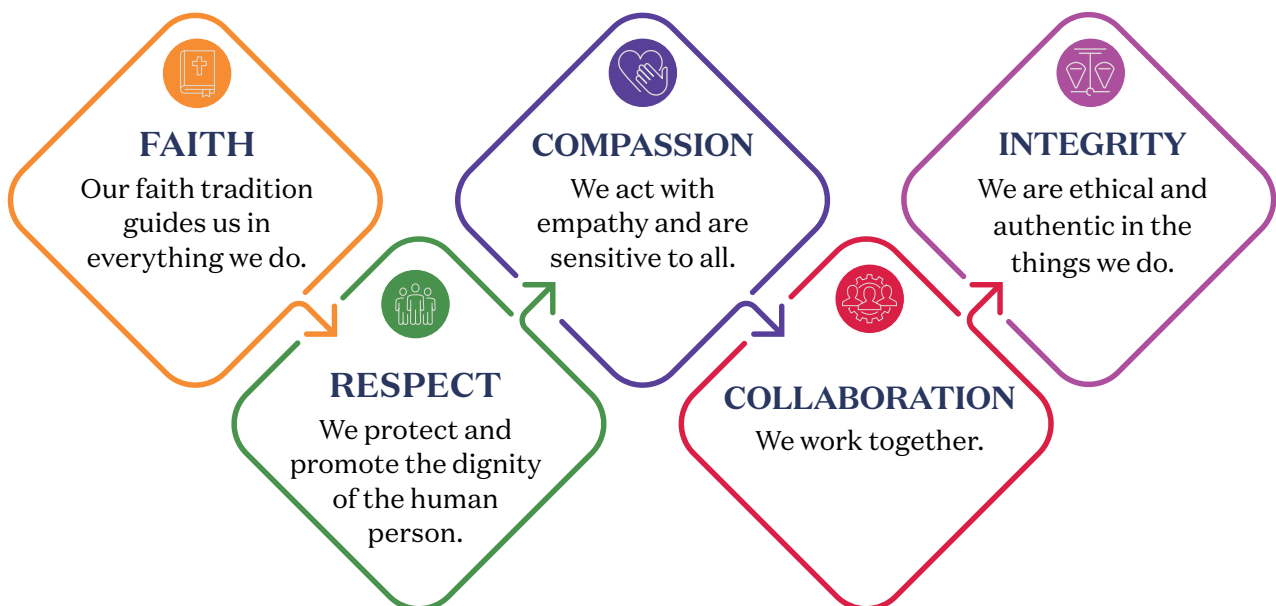 FAITH
Our faith tradition
guides us in
everything we do.
RESPECT
We protect and
promote the dignity
of the human
person.
COMPASSION
We act with
empathy and are
sensitive to all.
COLLABORATION
We work together.
INTEGRITY
We are ethical and
authentic in the
things we do.